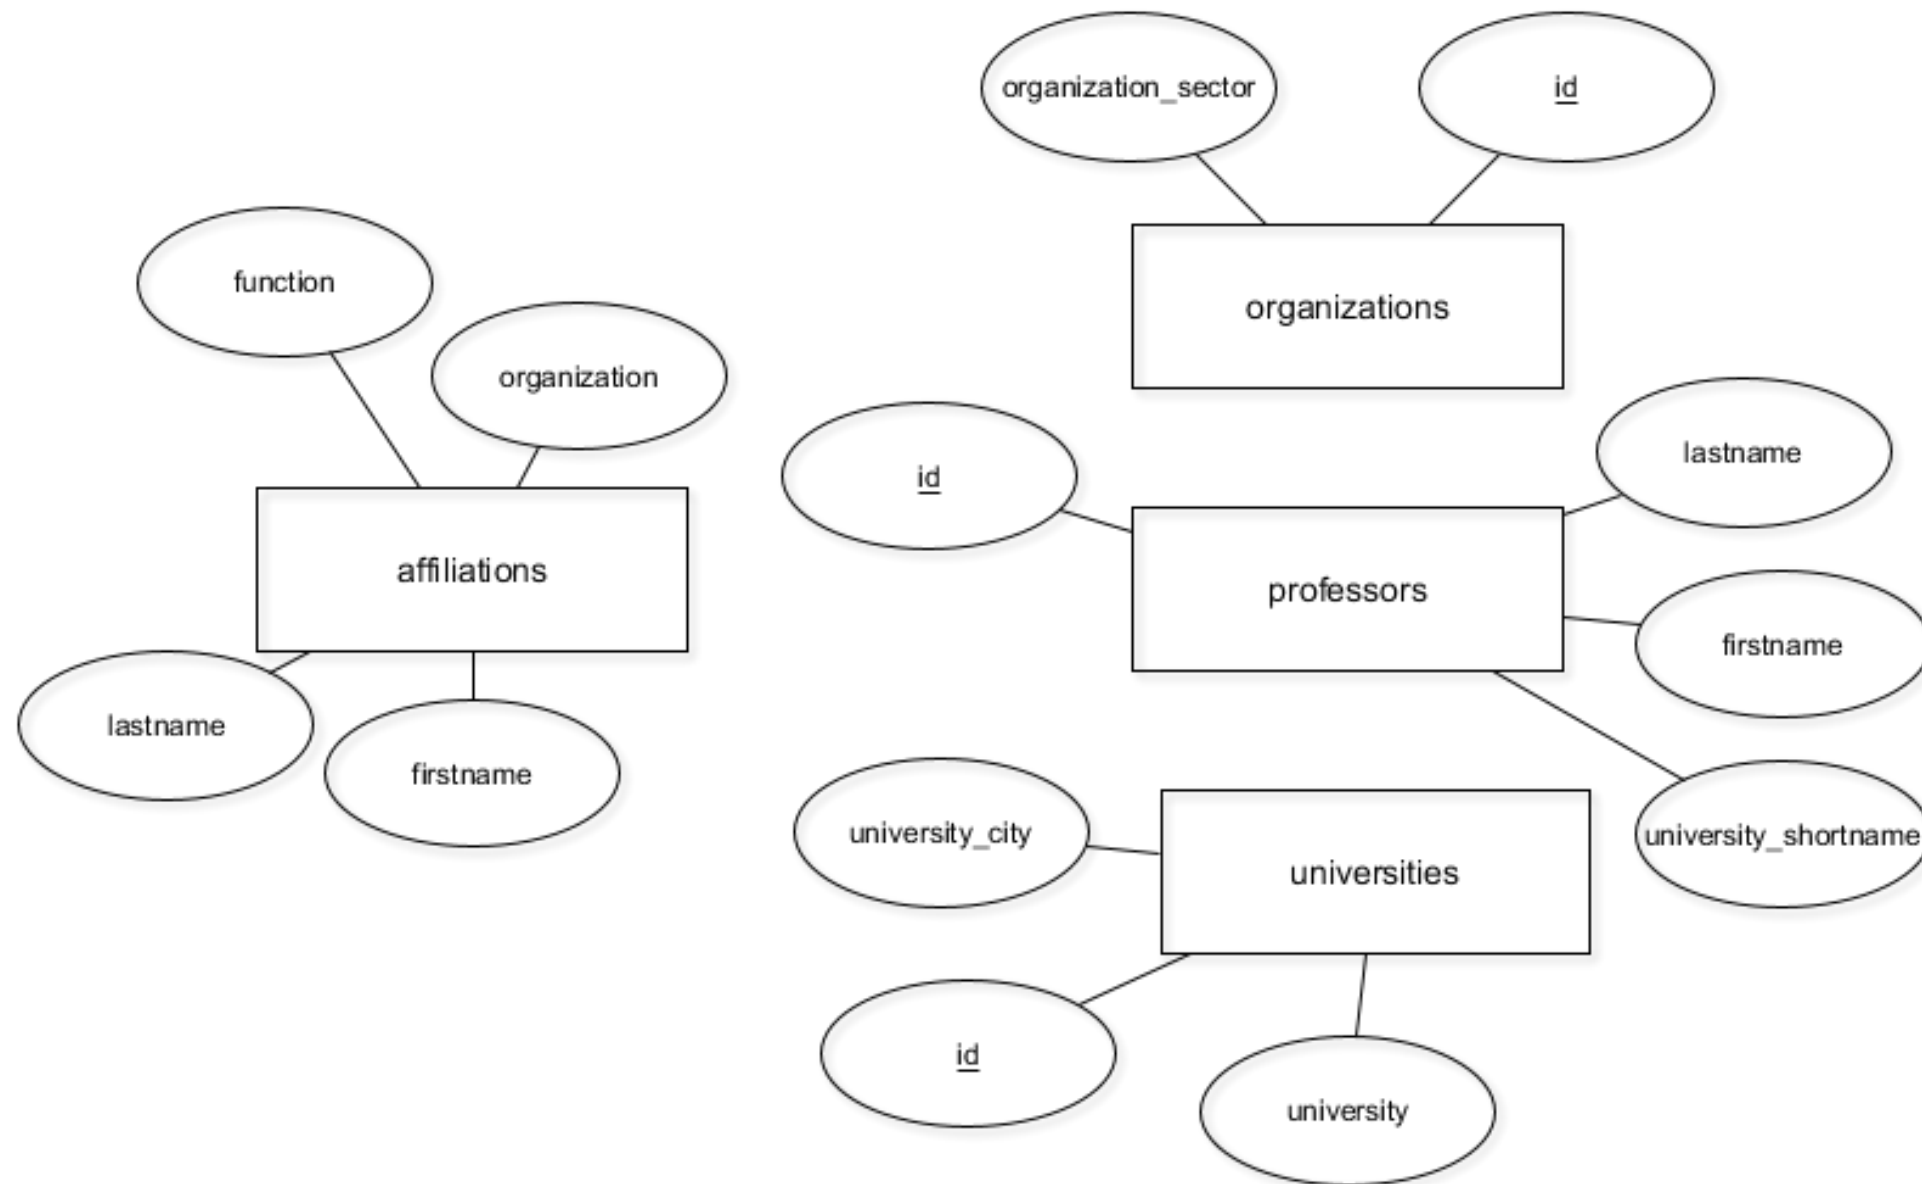 organization_sector
id
function
organization
organizations
id
lastname
affiliations
professors
firstname
lastname
firstname
university_city
universities
university_shortname
id
university